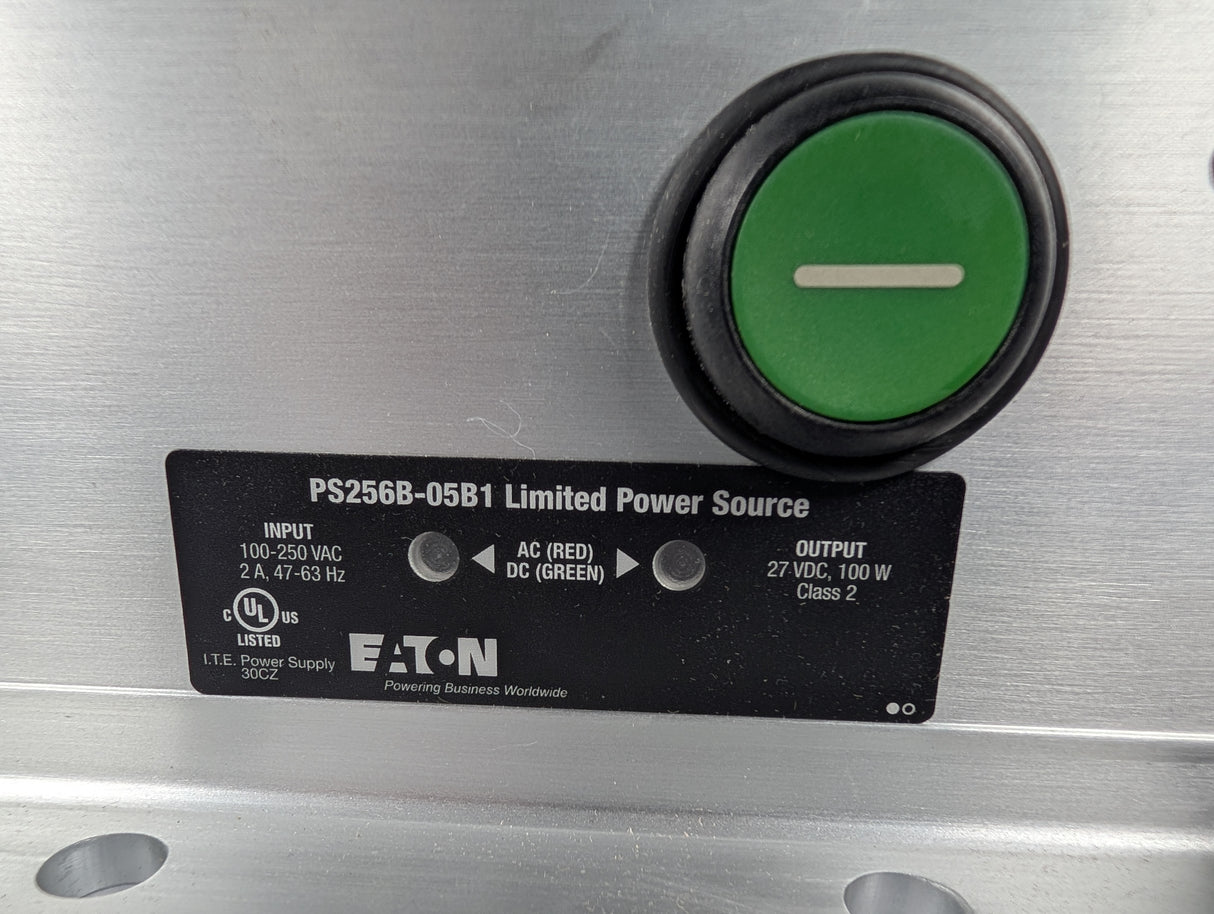 PS256B-05B1 Limited Power Source
INPUT
100-250 VAC
2 A, 47-63 Hz
AC (RED)
DC (GREEN)
OUTPUT
27 VDC, 100 W
Class 2
C UL US
LISTED
I.T.E. Power Supply
30CZ
EATON
Powering Business Worldwide